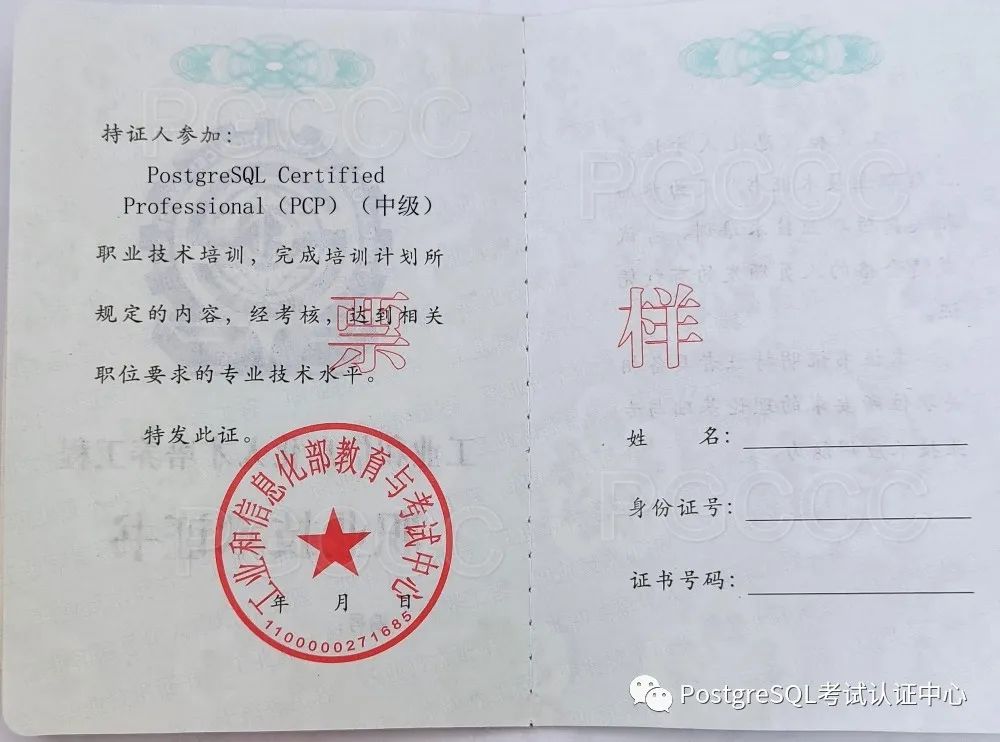 PGCCC
持证人参加：
PostgreSQL Certified
Professional（PCP）（中级）
职业技术培训，完成培训计划所
规定的内容，经考核，达到相关
职位要求的专业技术水平。
特发此证。
工业和信息化部教育与考试中心
年 月 日
1100000271685
票 样
PGCCC
PGCCC
PGCCC
姓 名：
身份证号：
证书号码：
PostgreSQL考试认证中心